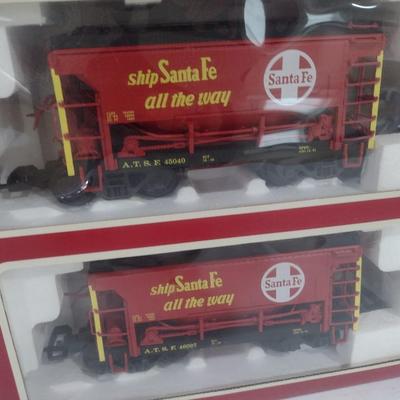 ship Santa Fe
all the way
Santa Fe
A.T.S.F. 45040
ship Santa Fe
all the way
Santa Fe
A.T.S.F.